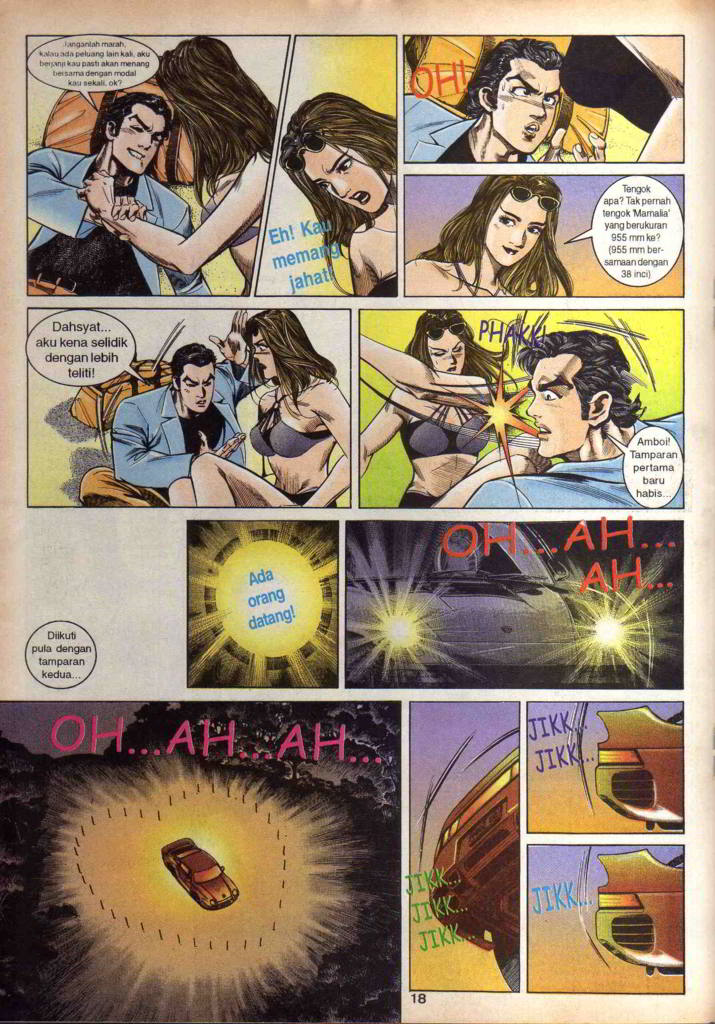 Janganlah marah,
kalau ada peluang lain kali, aku
berjanji kau pasti akan menang
bersama dengan modal
kau sekali, ok?
Eh! Kau
memang
jahat!
OH!
Tengok
apa? Tak pernah
tengok 'Mamalia'
yang berukuran
955 mm ke?
(955 mm ber-
samaan dengan
38 inci)
Dahsyat...
aku kena selidik
dengan lebih
teliti!
PHAKK!
Amboi!
Tamparan
pertama
baru
habis...
Diikuti
pula dengan
tamparan
kedua...
Ada
orang
datang!
OH...AH...
AH...
OH...AH...AH...
JIKK...
JIKK...
JIKK...
JIKK...
JIKK...
JIKK...
18